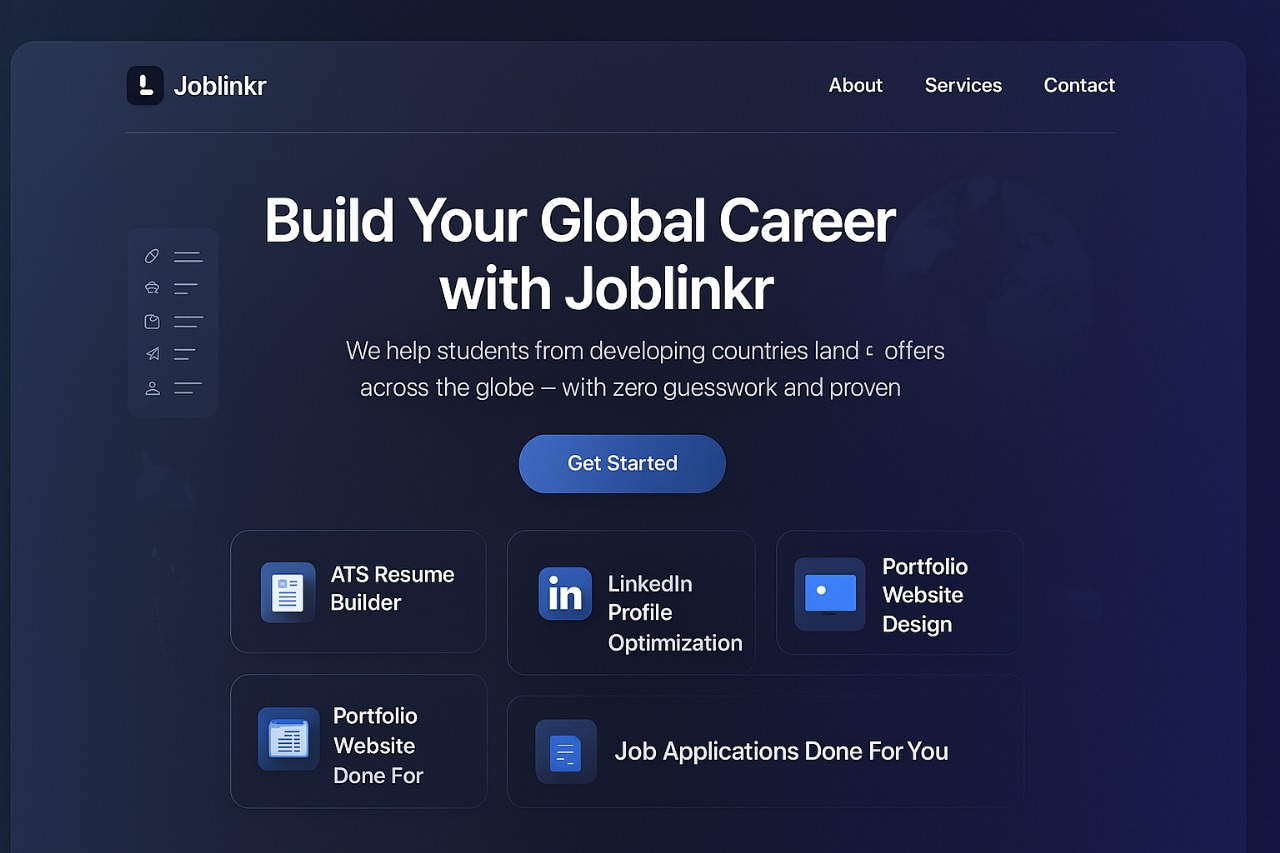 Joblinkr
About
Services
Contact
Build Your Global Career
with Joblinkr
We help students from developing countries land offers
across the globe – with zero guesswork and proven
Get Started
ATS Resume
Builder
in
LinkedIn
Profile
Optimization
Portfolio
Website
Design
Portfolio
Website
Done For
Job Applications Done For You